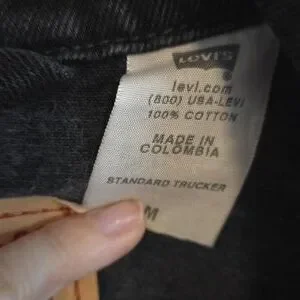 LEVI'S
®
levi.com
(800) USA-LEVI
100% COTTON
MADE IN
COLOMBIA
STANDARD TRUCKER
M